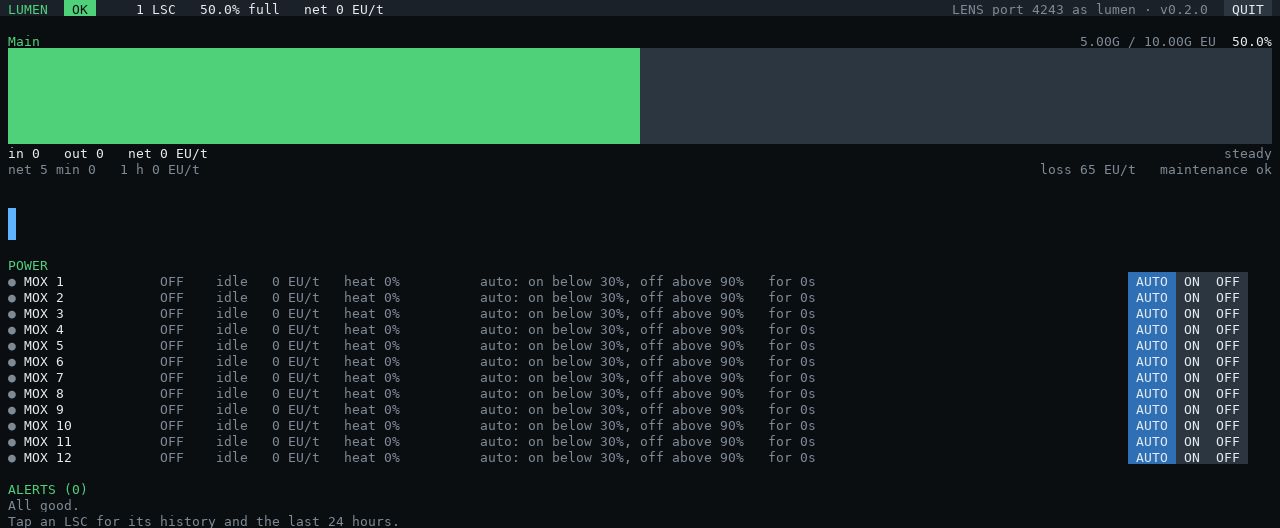 LUMEN OK 1 LSC 50.0% full net 0 EU/t LENS port 4243 as lumen · v0.2.0 QUIT
Main 5.00G / 10.00G EU 50.0%
in 0 out 0 net 0 EU/t steady
net 5 min 0 1 h 0 EU/t loss 65 EU/t maintenance ok
POWER
● MOX 1 OFF idle 0 EU/t heat 0% auto: on below 30%, off above 90% for 0s AUTO ON OFF
● MOX 2 OFF idle 0 EU/t heat 0% auto: on below 30%, off above 90% for 0s AUTO ON OFF
● MOX 3 OFF idle 0 EU/t heat 0% auto: on below 30%, off above 90% for 0s AUTO ON OFF
● MOX 4 OFF idle 0 EU/t heat 0% auto: on below 30%, off above 90% for 0s AUTO ON OFF
● MOX 5 OFF idle 0 EU/t heat 0% auto: on below 30%, off above 90% for 0s AUTO ON OFF
● MOX 6 OFF idle 0 EU/t heat 0% auto: on below 30%, off above 90% for 0s AUTO ON OFF
● MOX 7 OFF idle 0 EU/t heat 0% auto: on below 30%, off above 90% for 0s AUTO ON OFF
● MOX 8 OFF idle 0 EU/t heat 0% auto: on below 30%, off above 90% for 0s AUTO ON OFF
● MOX 9 OFF idle 0 EU/t heat 0% auto: on below 30%, off above 90% for 0s AUTO ON OFF
● MOX 10 OFF idle 0 EU/t heat 0% auto: on below 30%, off above 90% for 0s AUTO ON OFF
● MOX 11 OFF idle 0 EU/t heat 0% auto: on below 30%, off above 90% for 0s AUTO ON OFF
● MOX 12 OFF idle 0 EU/t heat 0% auto: on below 30%, off above 90% for 0s AUTO ON OFF
ALERTS (0)
All good.
Tap an LSC for its history and the last 24 hours.